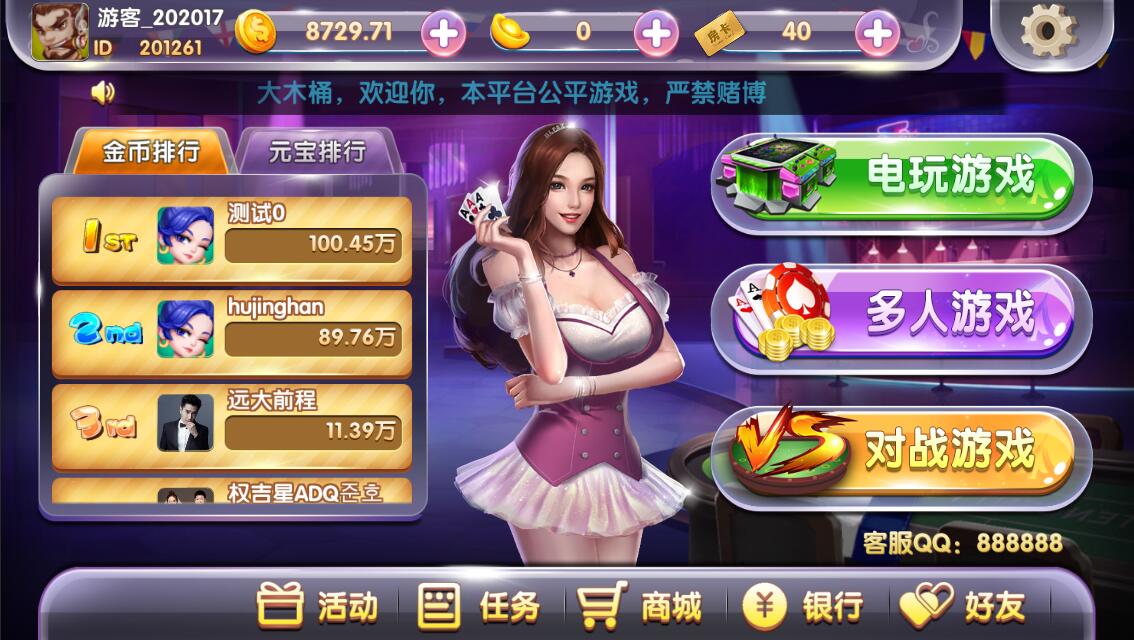 游客_202017
ID 201261
8729.71
0
房卡
40
大木桶，欢迎你，本平台公平游戏，严禁赌博
金币排行
元宝排行
1ST
测试0
100.45万
2nd
hujinghan
89.76万
3rd
远大前程
11.39万
权吉星ADQ준호
A
A
A
电玩游戏
A
A
多人游戏
VS
对战游戏
客服QQ：888888
活动
任务
商城
¥
银行
好友